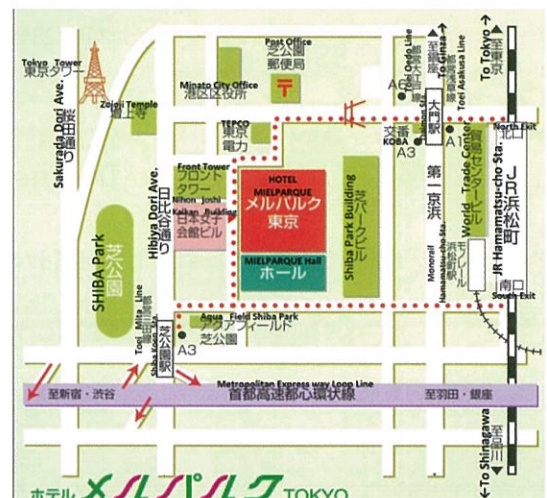 Tokyo Tower
東京タワー
Zojoji Temple
増上寺
Sakurada Dori Ave.
桜田通り
SHIBA Park
芝公園
Post Office
芝公園
郵便局
Minato City Office
港区区役所
TEPCO
東京
電力
Front Tower
フロント
タワー
Nihon Joshi
Kaikan Building
日本女子
会館ビル
Hibiya Dori Ave.
日比谷通り
HOTEL
MIELPARQUE
メルパルク
東京
MIELPARQUE Hall
ホール
Shiba Park Building
芝パークビル
Toei Oedo Line
都営大江戸線
至銀座
To Ginza
都営浅草線
Toei Asakusa Line
To Tokyo
至東京
A6
大門駅
交番
KOBA
A3
A1
第一京浜
World Trade Center
貿易センタービル
North Exit
北口
JR浜松町
JR Hamamatsu-cho Sta.
Monorail
Hamamatsu-cho Sta.
モノレール
浜松町駅
南口
South Exit
Toei Mita Line
都営三田線
芝公園駅
Aqua Field Shiba Park
アクアフィールド
芝公園
A3
Metropolitan Express way Loop Line
至新宿・渋谷
首都高速都心環状線
至羽田・銀座
To Shinagawa
至品川
ホテル メルパルク TOKYO